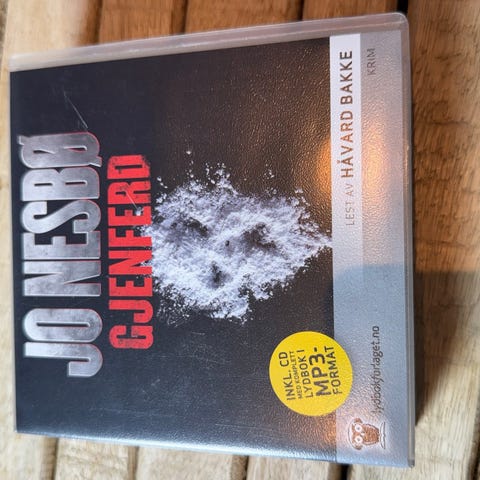 JO NESBØ
GJENFERD
INKL. CD
MED KOMPLETT
LYDBOK I
MP3-
FORMAT
LEST AV HÅVARD BAKKE
KRIM
lydbokforlaget.no